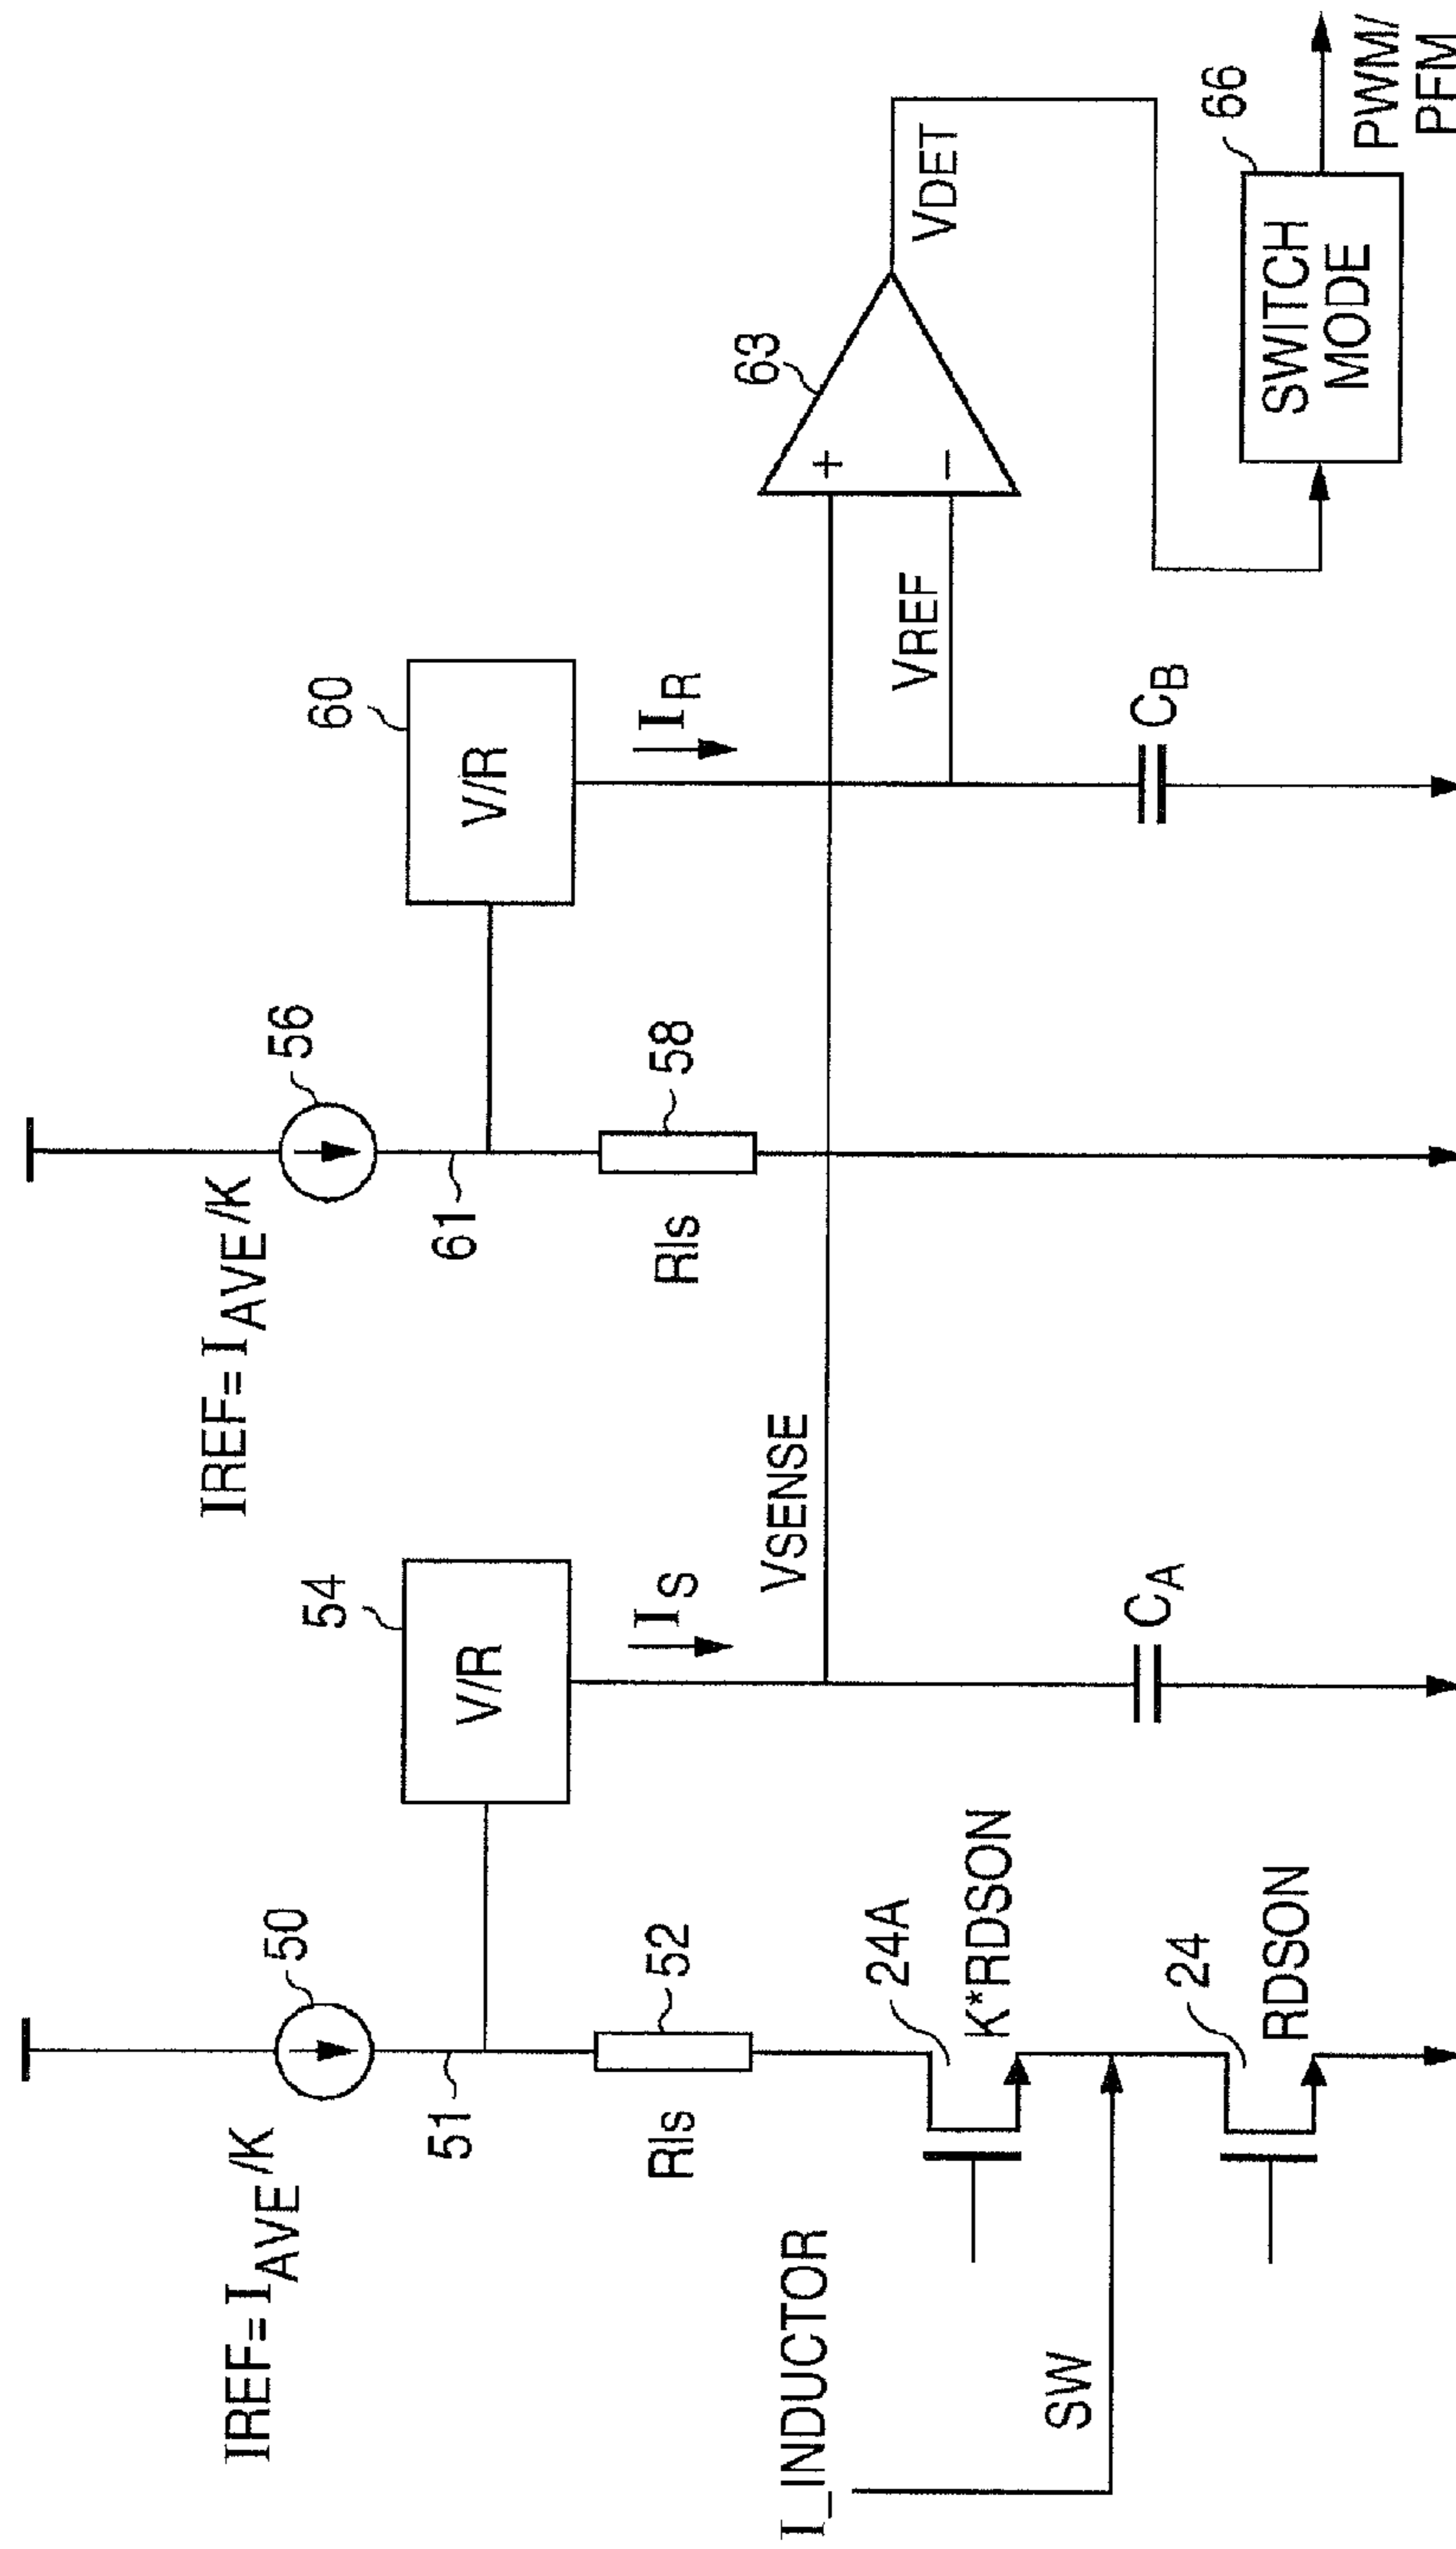 IREF= IAVE/K
50
51
RIs
52
54
V/R
IS
I_INDUCTOR
SW
24A
K*RDSON
24
RDSON
VSENSE
CA
IREF= IAVE/K
56
61
RIs
58
60
V/R
IR
VREF
CB
63
+
−
VDET
SWITCH
MODE
66
PWM/
PFM